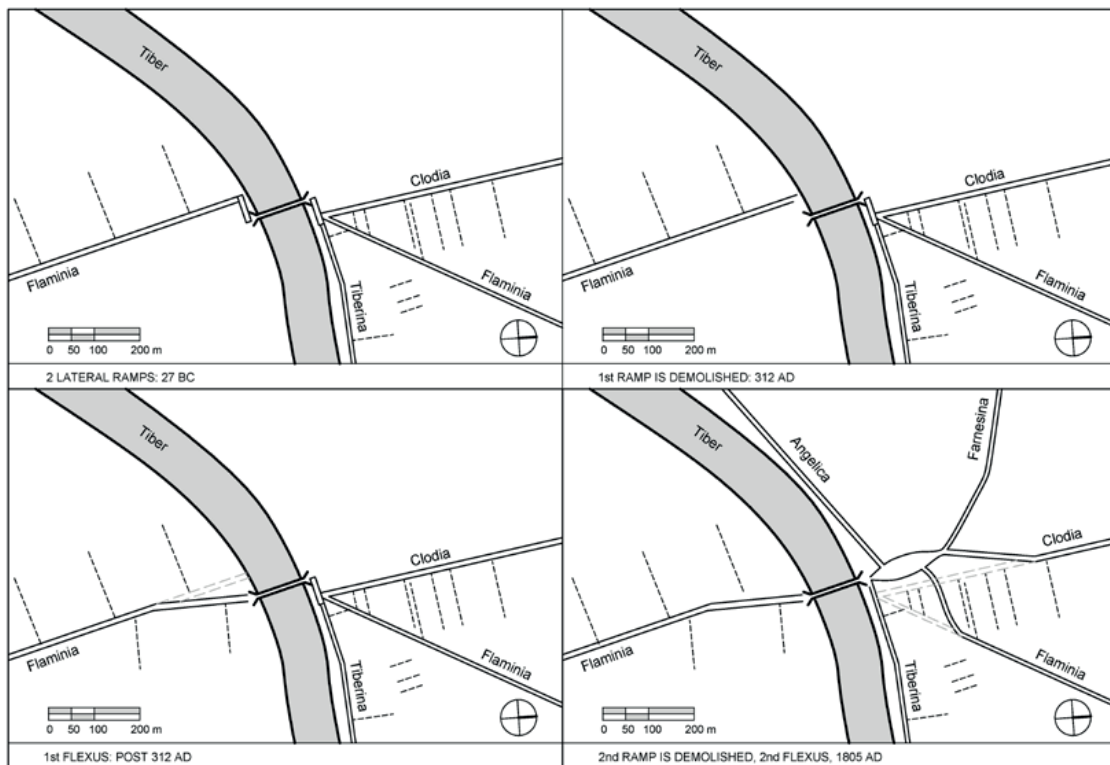 Tiber
Clodia
Flaminia
Flaminia
Tiberina
0 50 100 200 m
2 LATERAL RAMPS: 27 BC
Tiber
Clodia
Flaminia
Flaminia
Tiberina
0 50 100 200 m
1st RAMP IS DEMOLISHED: 312 AD
Tiber
Clodia
Flaminia
Flaminia
Tiberina
0 50 100 200 m
1st FLEXUS: POST 312 AD
Tiber
Angelica
Farnesina
Clodia
Flaminia
Flaminia
Tiberina
0 50 100 200 m
2nd RAMP IS DEMOLISHED, 2nd FLEXUS, 1805 AD